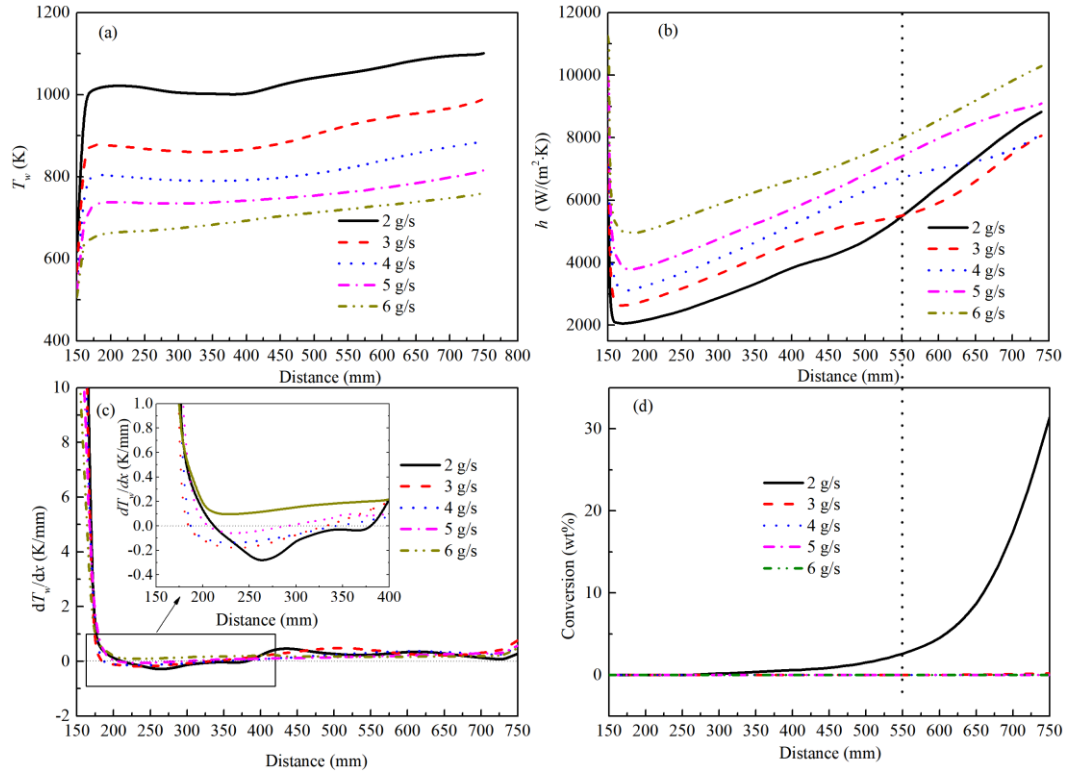 (a)
1200
1000
800
600
400
T_w (K)
2 g/s
3 g/s
4 g/s
5 g/s
6 g/s
150 200 250 300 350 400 450 500 550 600 650 700 750 800
Distance (mm)
(b)
12000
10000
8000
6000
4000
2000
h (W/(m²·K))
2 g/s
3 g/s
4 g/s
5 g/s
6 g/s
150 200 250 300 350 400 450 500 550 600 650 700 750
Distance (mm)
(c)
10
8
6
4
2
0
-2
dT_w/dx (K/mm)
1.0
0.8
0.6
0.4
0.2
0.0
-0.2
-0.4
dT_w/dx (K/mm)
150 200 250 300 350 400
Distance (mm)
2 g/s
3 g/s
4 g/s
5 g/s
6 g/s
150 200 250 300 350 400 450 500 550 600 650 700 750
Distance (mm)
(d)
30
20
10
0
Conversion (wt%)
2 g/s
3 g/s
4 g/s
5 g/s
6 g/s
150 200 250 300 350 400 450 500 550 600 650 700 750
Distance (mm)